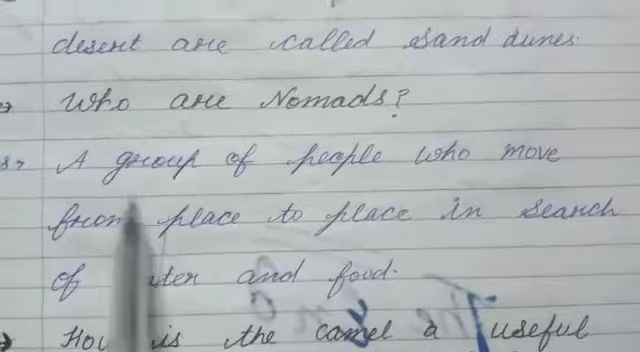 desert are called sand dunes.
→ Who are Nomads?
A group of people who move
from place to place in search
of and food.
→ is the camel a useful